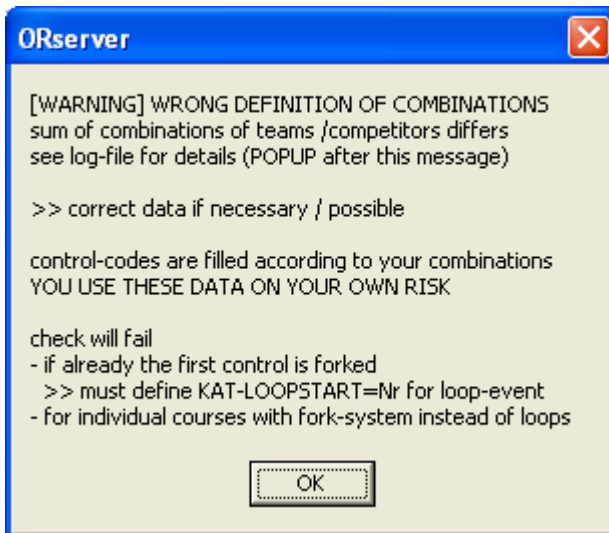 ORserver
[WARNING] WRONG DEFINITION OF COMBINATIONS
sum of combinations of teams /competitors differs
see log-file for details (POPUP after this message)
>> correct data if necessary / possible
control-codes are filled according to your combinations
YOU USE THESE DATA ON YOUR OWN RISK
check will fail
- if already the first control is forked
>> must define KAT-LOOPSTART=Nr for loop-event
- for individual courses with fork-system instead of loops
OK